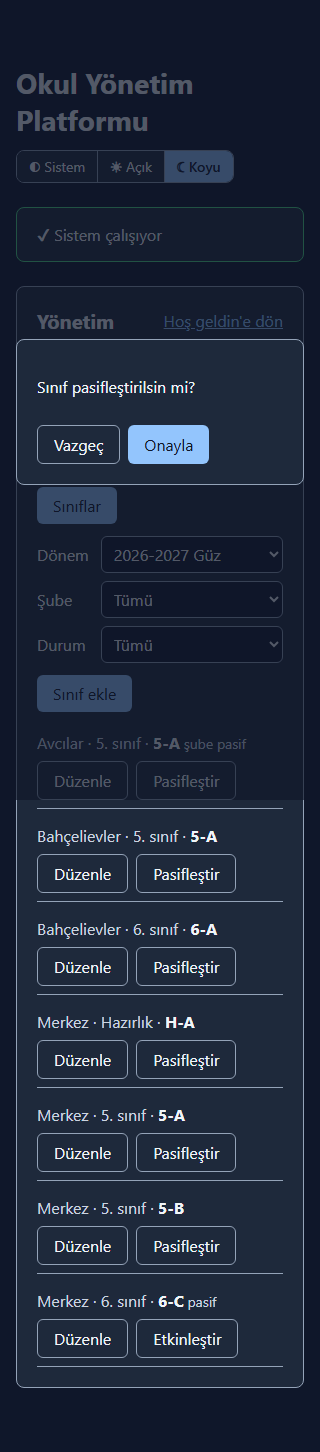 Okul Yönetim
Platformu
◐ Sistem ☀ Açık ☾ Koyu
✓ Sistem çalışıyor
Yönetim Hoş geldin'e dön
Sınıf pasifleştirilsin mi?
Vazgeç Onayla
Sınıflar
Dönem 2026-2027 Güz
Şube Tümü
Durum Tümü
Sınıf ekle
Avcılar · 5. sınıf · 5-A şube pasif
Düzenle Pasifleştir
Bahçelievler · 5. sınıf · 5-A
Düzenle Pasifleştir
Bahçelievler · 6. sınıf · 6-A
Düzenle Pasifleştir
Merkez · Hazırlık · H-A
Düzenle Pasifleştir
Merkez · 5. sınıf · 5-A
Düzenle Pasifleştir
Merkez · 5. sınıf · 5-B
Düzenle Pasifleştir
Merkez · 6. sınıf · 6-C pasif
Düzenle Etkinleştir